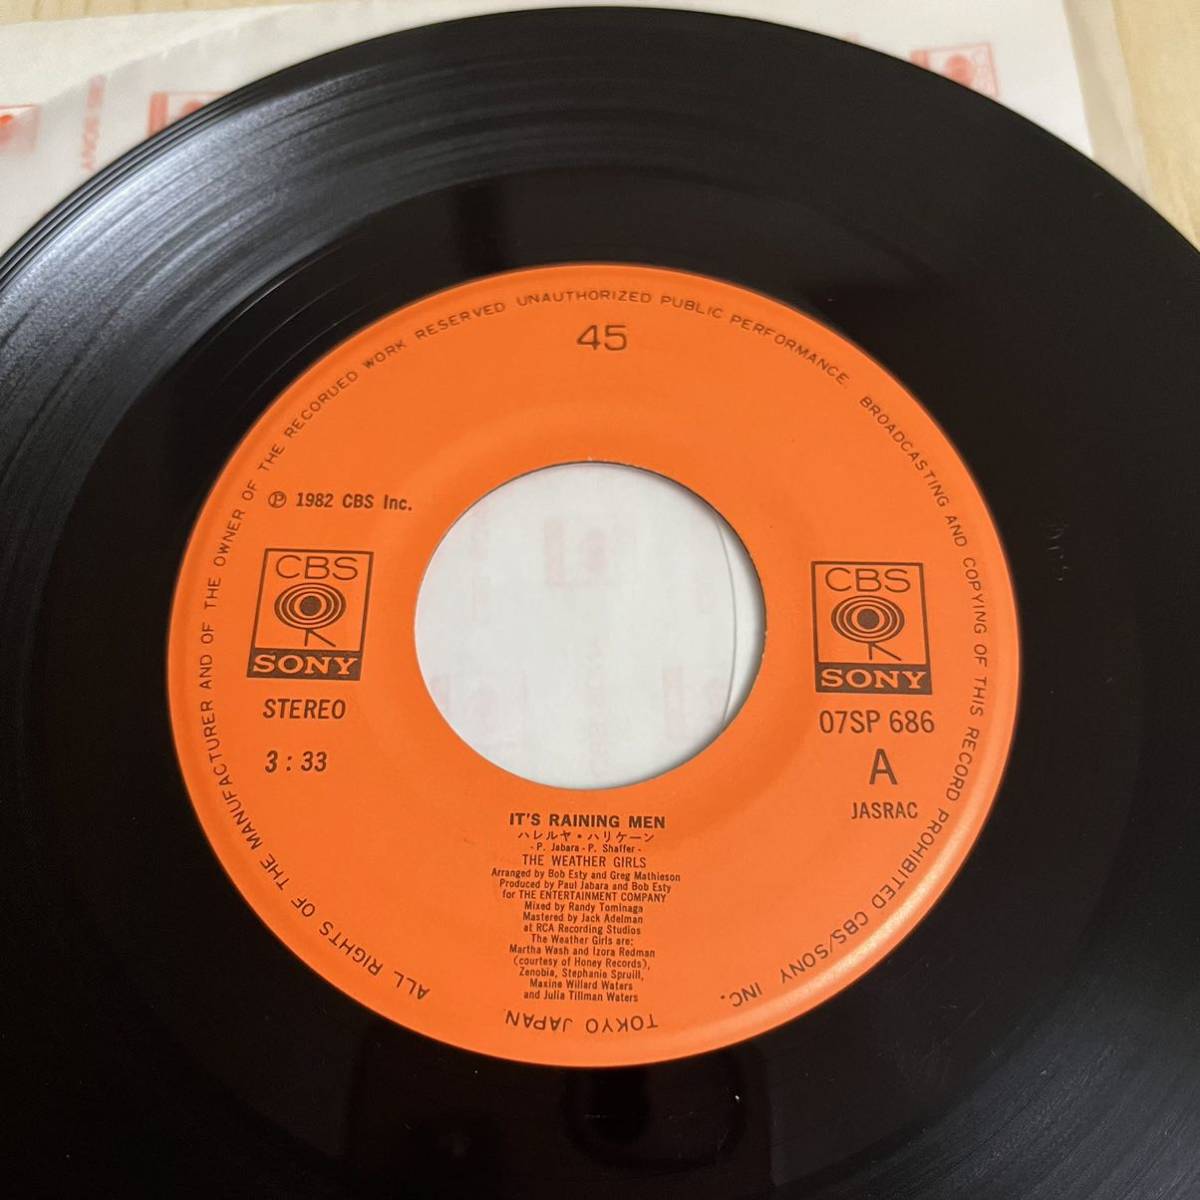 ALL RIGHTS OF THE MANUFACTURER AND OF THE OWNER OF THE RECORUED WORK RESERVED UNAUTHORIZED PUBLIC PERFORMANCE. BROADCASTING AND COPYING OF THIS RECORD PROHIBITED CBS/SONY INC.
TOKYO JAPAN.
45
Ⓟ 1982 CBS Inc.
CBS
SONY
STEREO
3 : 33
CBS
SONY
07SP 686
A
JASRAC
IT'S RAINING MEN
ハレルヤ・ハリケーン
- P. Jabara - P. Shaffer -
THE WEATHER GIRLS
Arranged by Bob Esty and Greg Mathieson
Produced by Paul Jabara and Bob Esty
for THE ENTERTAINMENT COMPANY
Mixed by Randy Tominaga
Mastered by Jack Adelman
at RCA Recording Studios
The Weather Girls are:
Martha Wash and Izora Redman
(courtesy of Honey Records),
Zenobia, Stephanie Spruill,
Maxine Willard Waters
and Julia Tillman Waters